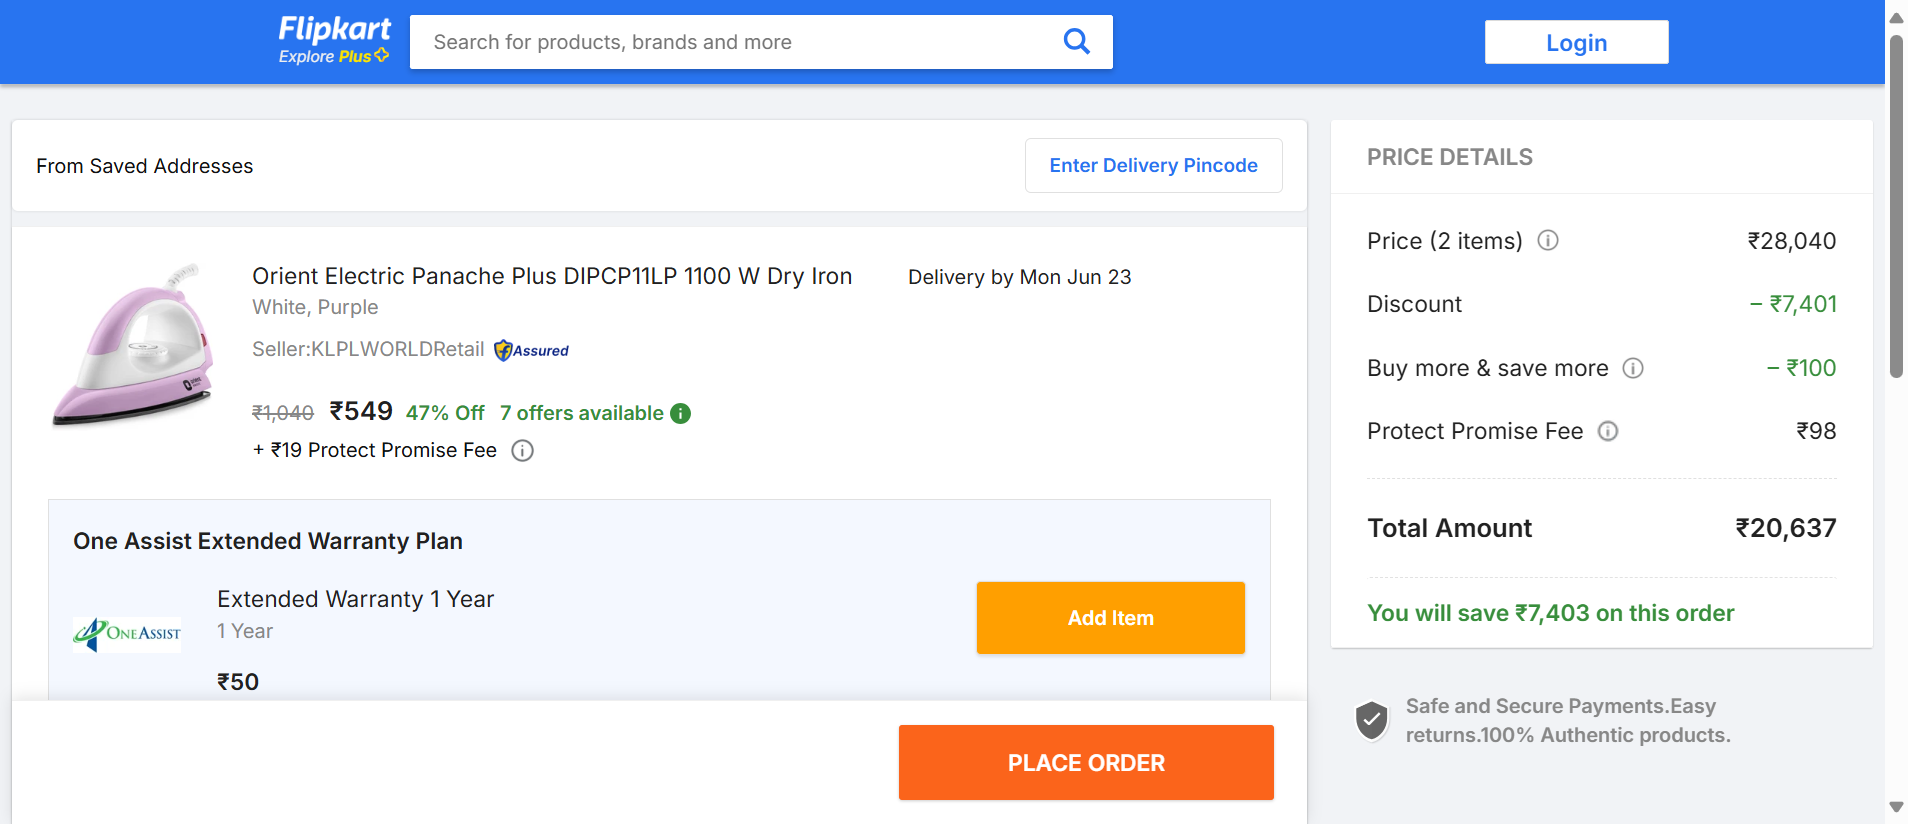 Flipkart
Explore Plus
Search for products, brands and more
Login
From Saved Addresses
Enter Delivery Pincode
Orient Electric Panache Plus DIPCP11LP 1100 W Dry Iron
White, Purple
Seller:KLPLWORLDRetail Assured
₹1,040 ₹549 47% Off 7 offers available
+ ₹19 Protect Promise Fee
Delivery by Mon Jun 23
One Assist Extended Warranty Plan
ONEASSIST
Extended Warranty 1 Year
1 Year
₹50
Add Item
PLACE ORDER
PRICE DETAILS
Price (2 items) ₹28,040
Discount − ₹7,401
Buy more & save more − ₹100
Protect Promise Fee ₹98
Total Amount ₹20,637
You will save ₹7,403 on this order
Safe and Secure Payments.Easy
returns.100% Authentic products.